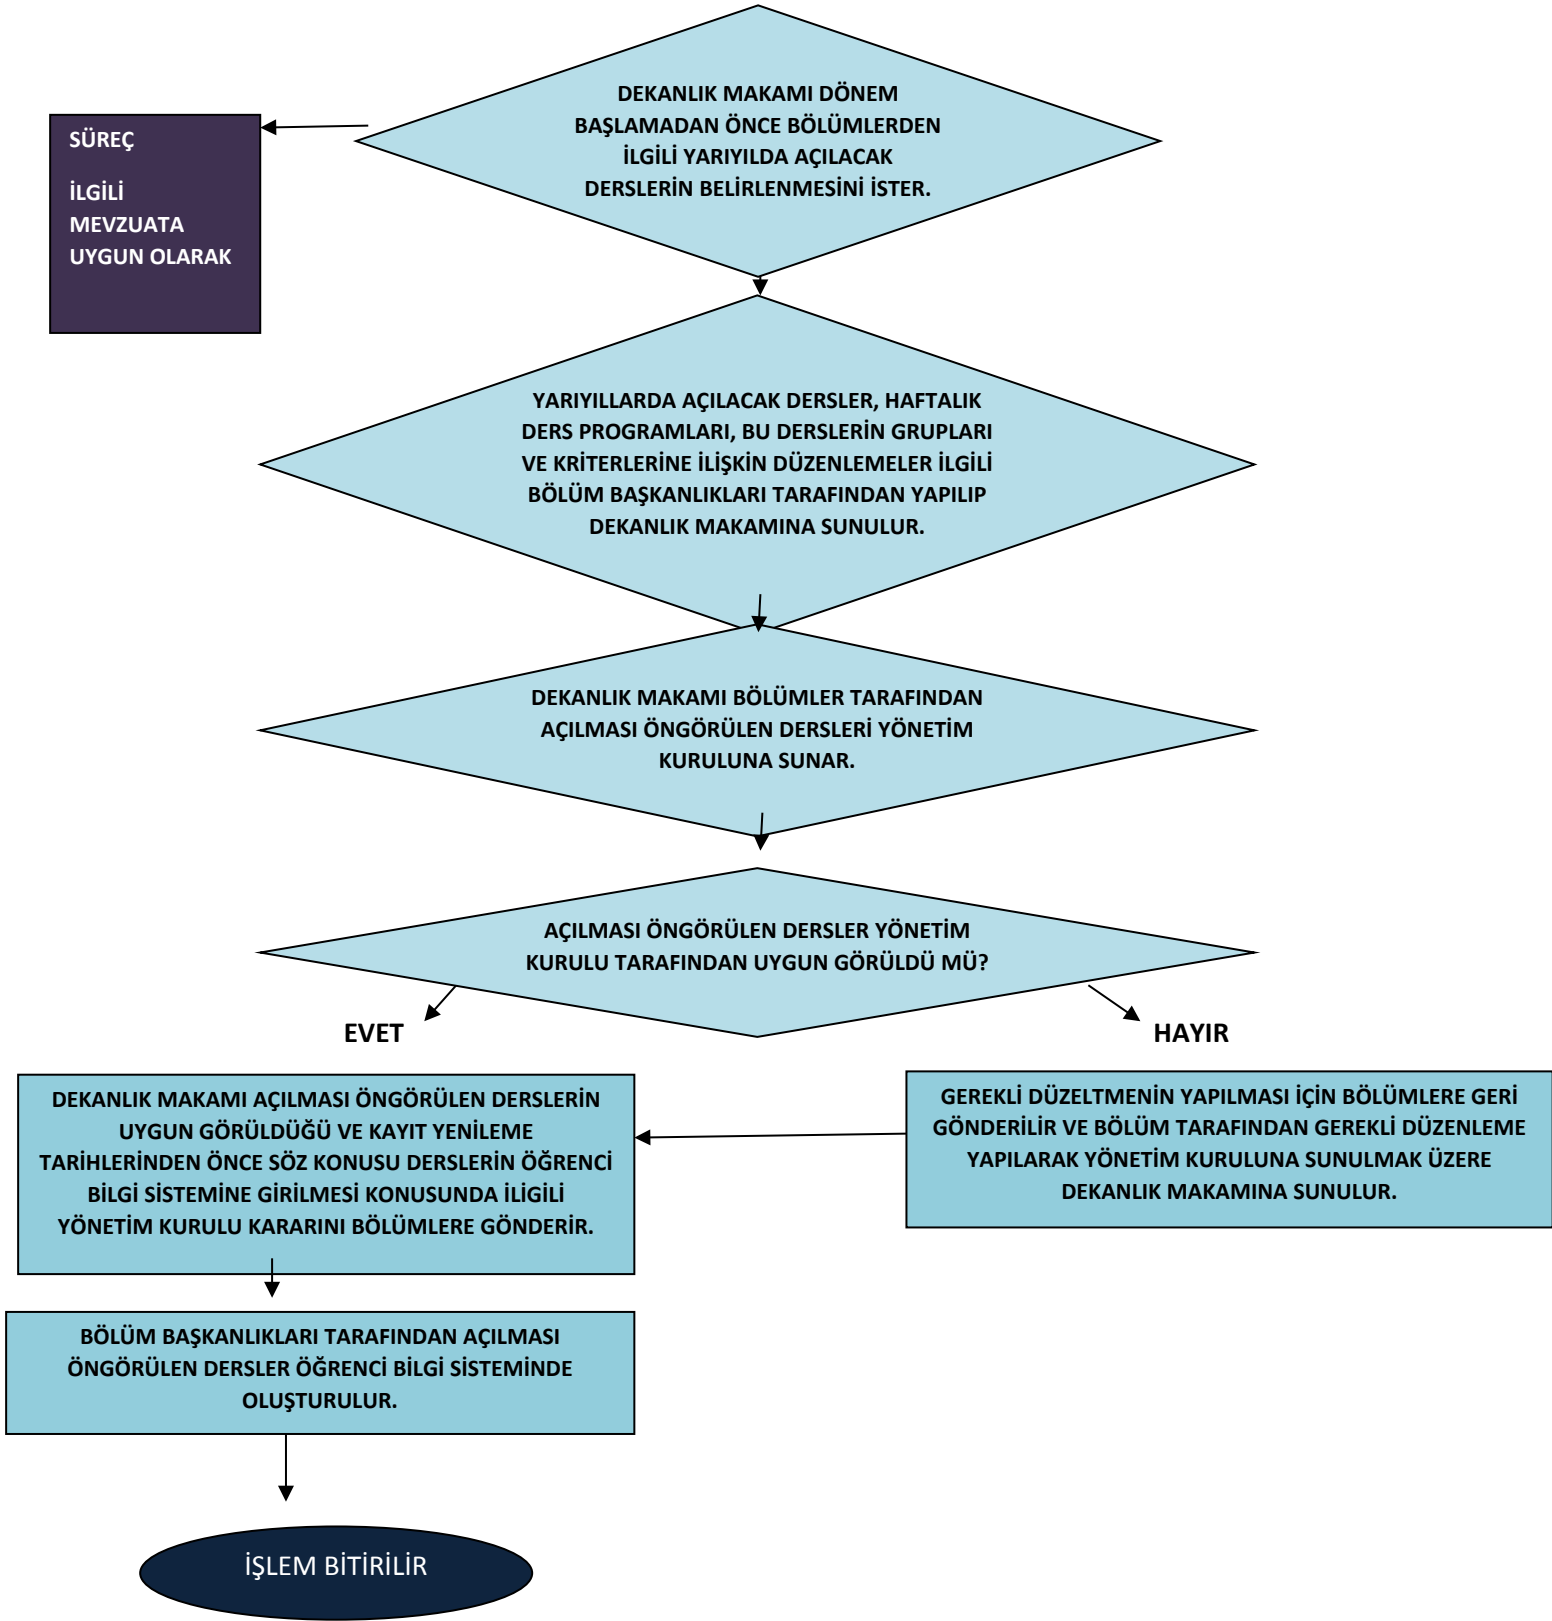 DEKANLIK MAKAMI DÖNEM
BAŞLAMADAN ÖNCE BÖLÜMLERDEN
İLGİLİ YARIYILDA AÇILACAK
DERSLERİN BELİRLENMESİNİ İSTER.
SÜREÇ
İLGİLİ
MEVZUATA
UYGUN OLARAK
YARIYILLARDA AÇILACAK DERSLER, HAFTALIK
DERS PROGRAMLARI, BU DERSLERİN GRUPLARI
VE KRİTERLERİNE İLİŞKİN DÜZENLEMELER İLGİLİ
BÖLÜM BAŞKANLIKLARI TARAFINDAN YAPILIP
DEKANLIK MAKAMINA SUNULUR.
DEKANLIK MAKAMI BÖLÜMLER TARAFINDAN
AÇILMASI ÖNGÖRÜLEN DERSLERİ YÖNETİM
KURULUNA SUNAR.
AÇILMASI ÖNGÖRÜLEN DERSLER YÖNETİM
KURULU TARAFINDAN UYGUN GÖRÜLDÜ MÜ?
EVET
HAYIR
DEKANLIK MAKAMI AÇILMASI ÖNGÖRÜLEN DERSLERİN
UYGUN GÖRÜLDÜĞÜ VE KAYIT YENİLEME
TARİHLERİNDEN ÖNCE SÖZ KONUSU DERSLERİN ÖĞRENCİ
BİLGİ SİSTEMİNE GİRİLMESİ KONUSUNDA İLİGİLİ
YÖNETİM KURULU KARARINI BÖLÜMLERE GÖNDERİR.
GEREKLİ DÜZELTMENİN YAPILMASI İÇİN BÖLÜMLERE GERİ
GÖNDERİLİR VE BÖLÜM TARAFINDAN GEREKLİ DÜZENLEME
YAPILARAK YÖNETİM KURULUNA SUNULMAK ÜZERE
DEKANLIK MAKAMINA SUNULUR.
BÖLÜM BAŞKANLIKLARI TARAFINDAN AÇILMASI
ÖNGÖRÜLEN DERSLER ÖĞRENCİ BİLGİ SİSTEMİNDE
OLUŞTURULUR.
İŞLEM BİTİRİLİR